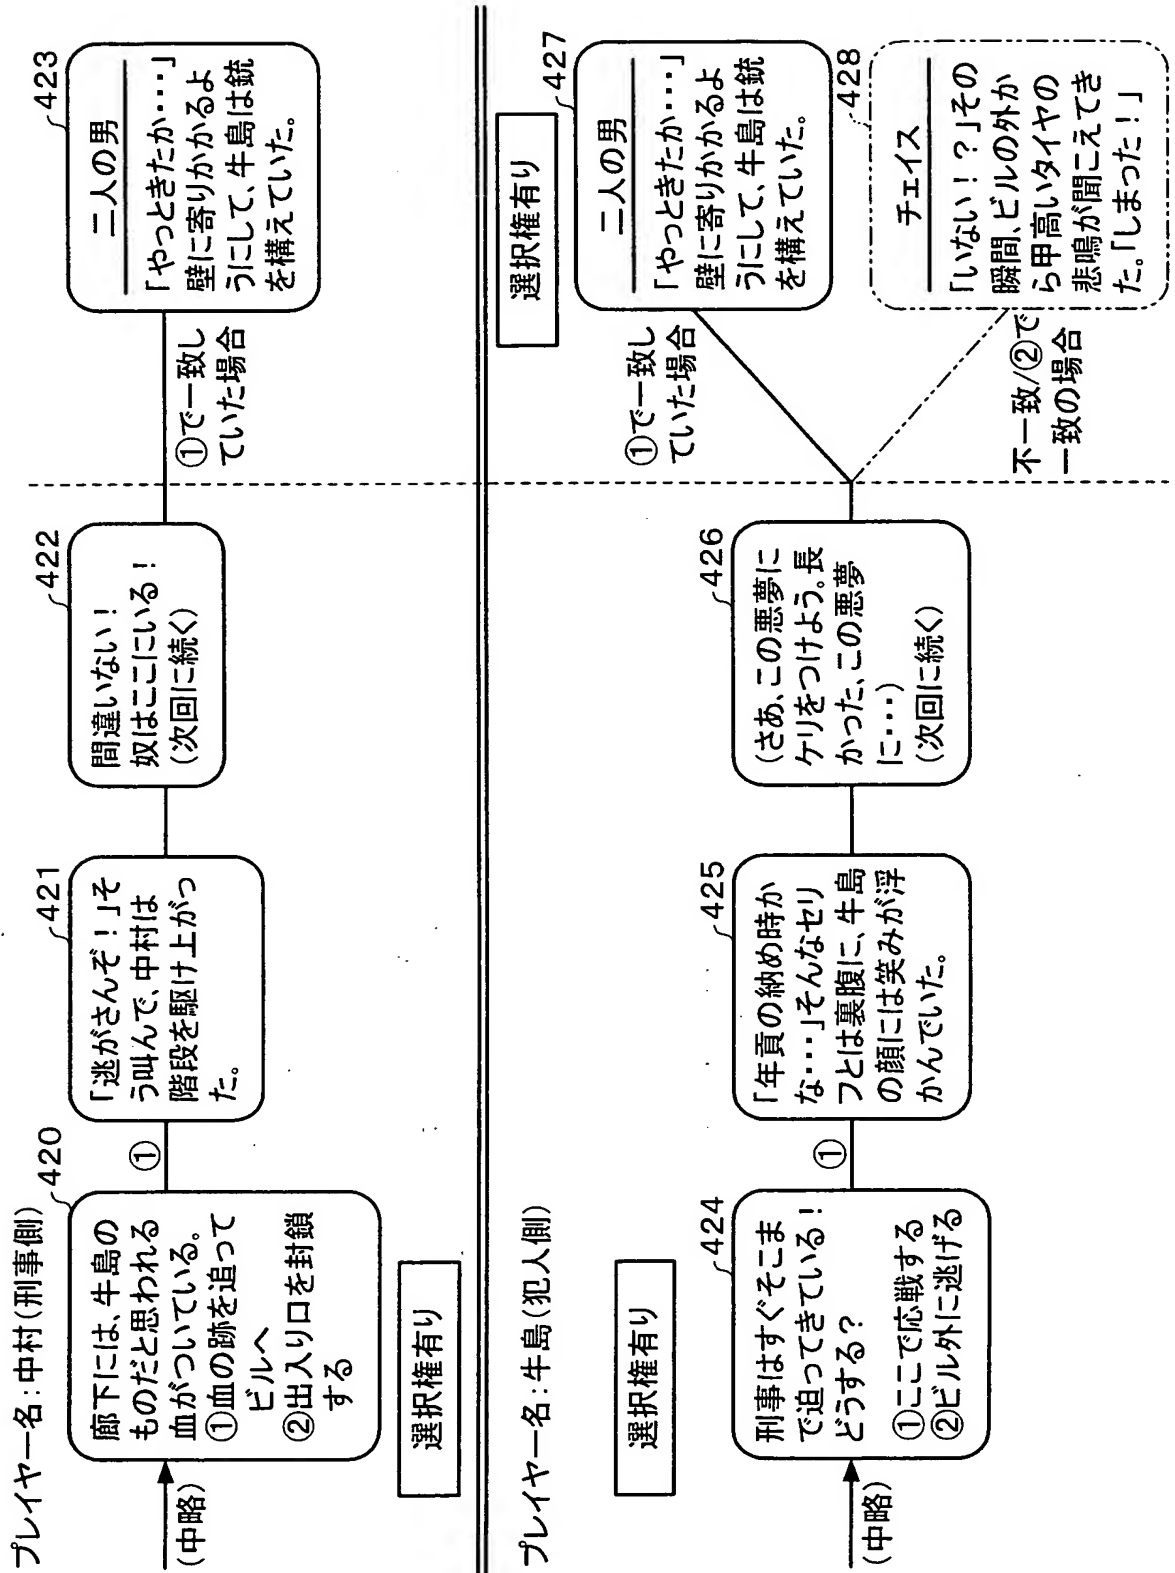 プレイヤー名：中村(刑事側)
(中略)
420
廊下には、牛島の
ものだと思われる
血がついている。
①血の跡を追って
ビルへ
②出入り口を封鎖
する
選択権有り
①
421
「逃がさんぞ！」そ
う叫んで、中村は
階段を駆け上がっ
た。
422
間違いない！
奴はここにいる！
(次回に続く)
①で一致し
ていた場合
423
二人の男
「やっときたか・・・」
壁に寄りかかるよ
うにして、牛島は銃
を構えていた。
プレイヤー名：牛島(犯人側)
選択権有り
(中略)
424
刑事はすぐそこま
で迫ってきている！
どうする？
①ここで応戦する
②ビル外に逃げる
①
425
「年貢の納め時か
な・・・」そんなセリ
フとは裏腹に、牛島
の顔には笑みが浮
かんでいた。
426
(さあ、この悪夢に
ケリをつけよう。長
かった、この悪夢
に・・・)
(次回に続く)
①で一致し
ていた場合
選択権有り
427
二人の男
「やっときたか・・・」
壁に寄りかかるよ
うにして、牛島は銃
を構えていた。
不一致/②で
一致の場合
428
チェイス
「いない！？」その
瞬間、ビルの外か
ら甲高いタイヤの
悲鳴が聞こえてき
た。「しまった！」